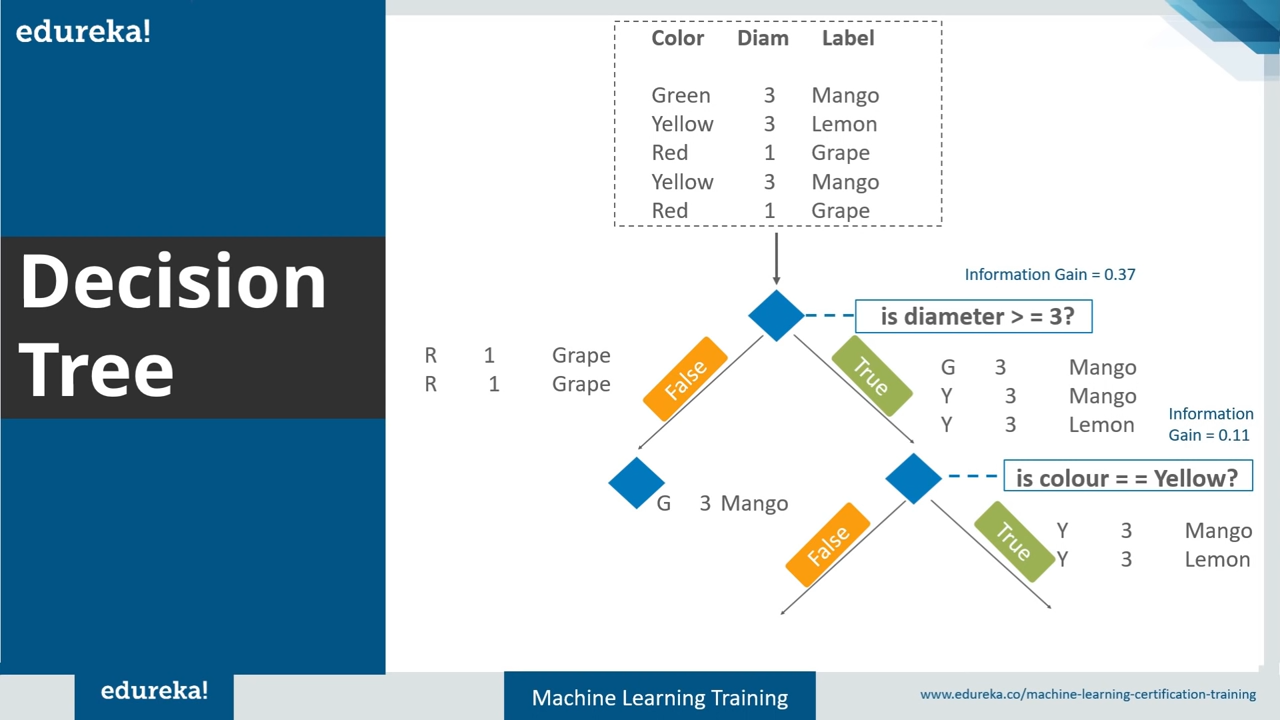 edureka!
Decision
Tree
Color Diam Label
Green 3 Mango
Yellow 3 Lemon
Red 1 Grape
Yellow 3 Mango
Red 1 Grape
Information Gain = 0.37
is diameter > = 3?
False
True
R 1 Grape
R 1 Grape
G 3 Mango
Y 3 Mango
Y 3 Lemon
Information
Gain = 0.11
is colour = = Yellow?
G 3 Mango
False
True
Y 3 Mango
Y 3 Lemon
edureka!
Machine Learning Training
www.edureka.co/machine-learning-certification-training